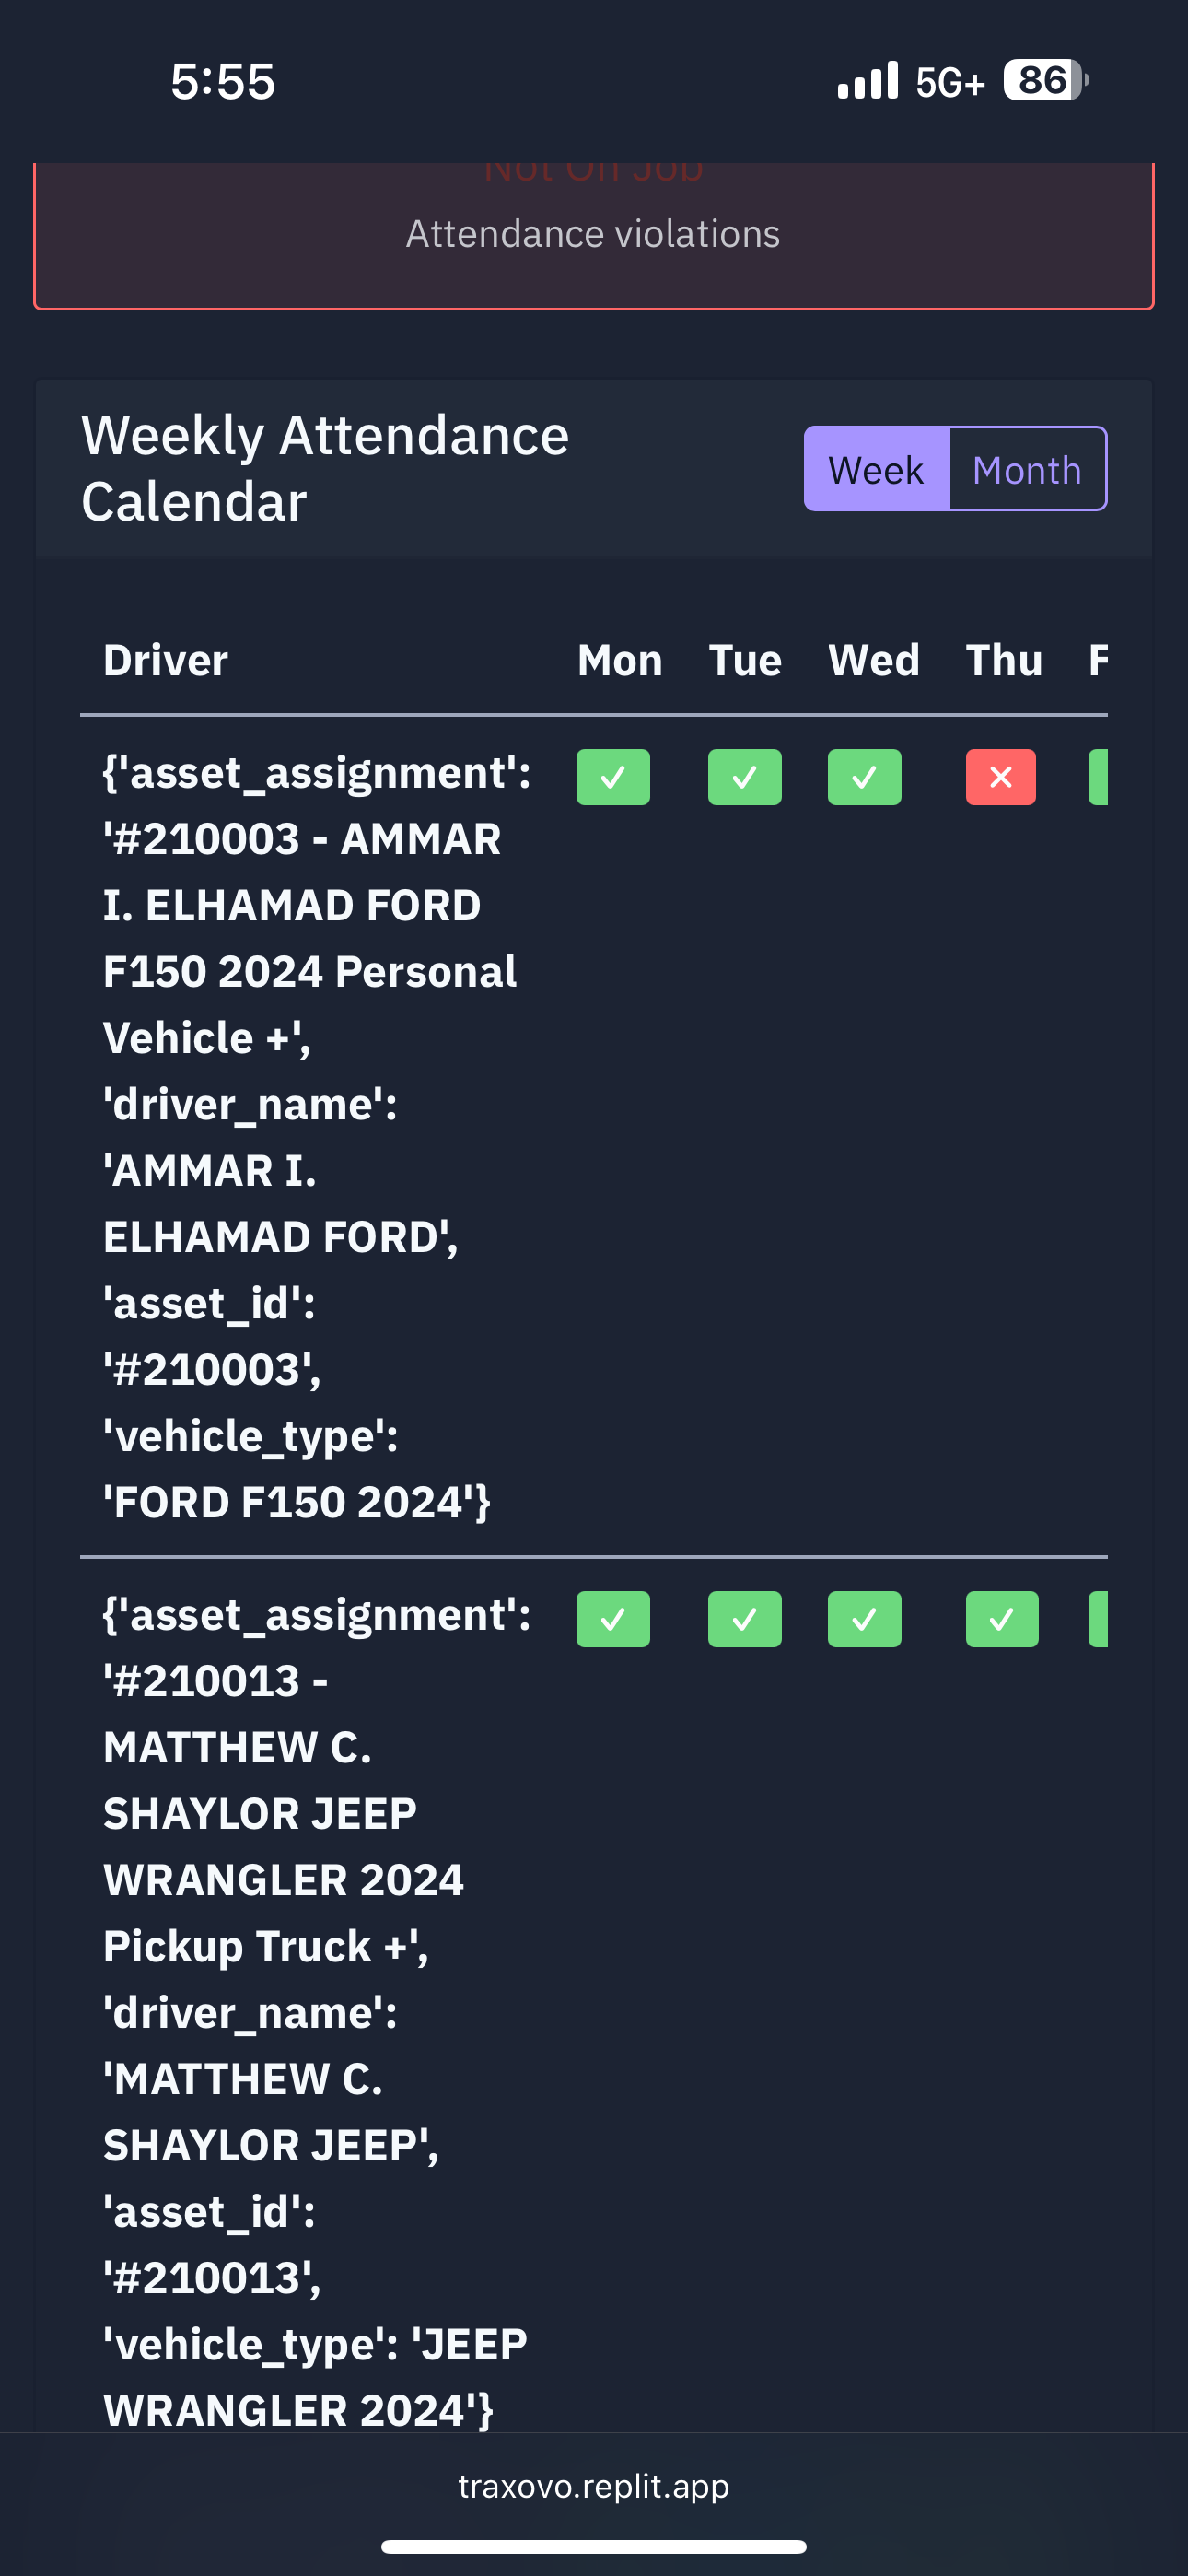 5:55
5G+
86
Not On Job
Attendance violations
Weekly Attendance
Calendar
Week
Month
Driver Mon Tue Wed Thu F
{'asset_assignment':
'#210003 - AMMAR
I. ELHAMAD FORD
F150 2024 Personal
Vehicle +',
'driver_name':
'AMMAR I.
ELHAMAD FORD',
'asset_id':
'#210003',
'vehicle_type':
'FORD F150 2024'}
{'asset_assignment':
'#210013 -
MATTHEW C.
SHAYLOR JEEP
WRANGLER 2024
Pickup Truck +',
'driver_name':
'MATTHEW C.
SHAYLOR JEEP',
'asset_id':
'#210013',
'vehicle_type': 'JEEP
WRANGLER 2024'}
traxovo.replit.app